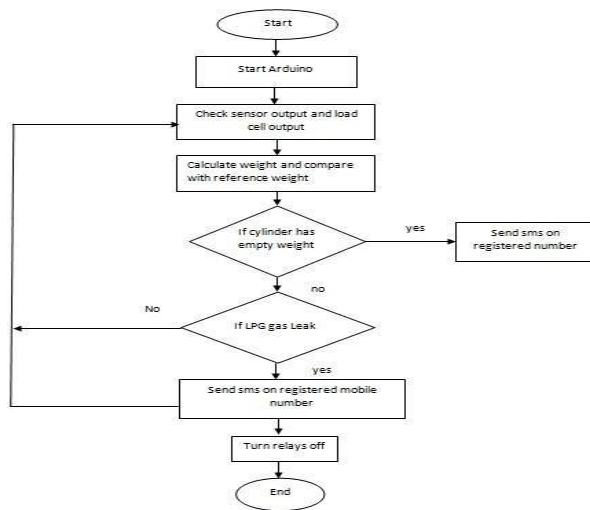 Start
Start Arduino
Check sensor output and load
cell output
Calculate weight and compare
with reference weight
If cylinder has
empty weight
yes
Send sms on
registered number
no
No
If LPG gas Leak
yes
Send sms on registered mobile
number
Turn relays off
End